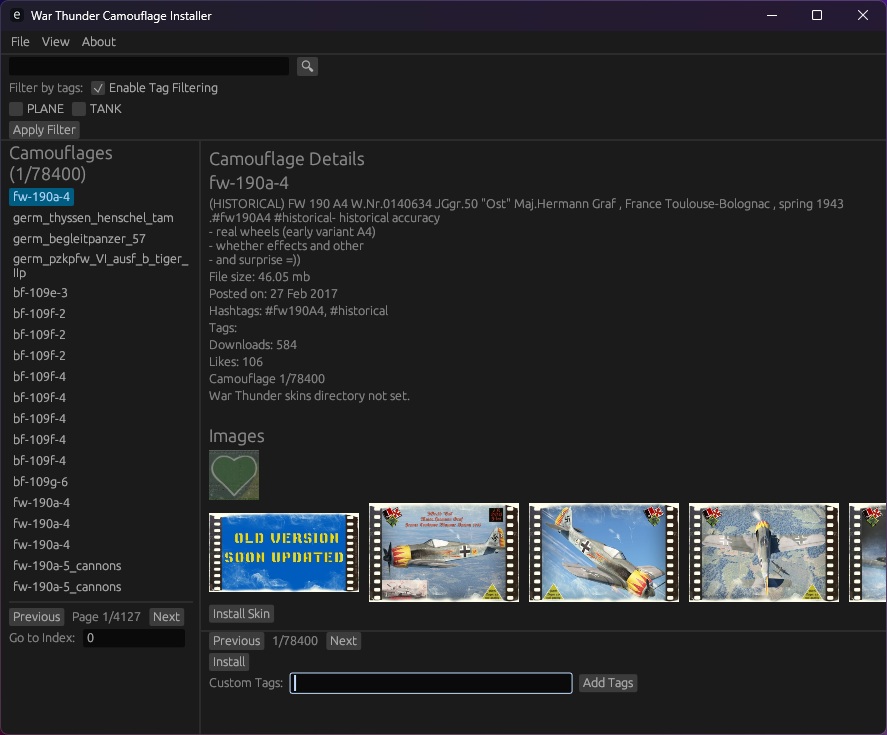 e War Thunder Camouflage Installer
File View About
Filter by tags: Enable Tag Filtering
PLANE TANK
Apply Filter
Camouflages
(1/78400)
fw-190a-4
germ_thyssen_henschel_tam
germ_begleitpanzer_57
germ_pzkpfw_VI_ausf_b_tiger_
IIp
bf-109e-3
bf-109f-2
bf-109f-2
bf-109f-2
bf-109f-4
bf-109f-4
bf-109f-4
bf-109f-4
bf-109f-4
bf-109g-6
fw-190a-4
fw-190a-4
fw-190a-4
fw-190a-5_cannons
fw-190a-5_cannons
Previous Page 1/4127 Next
Go to Index: 0
Camouflage Details
fw-190a-4
(HISTORICAL) FW 190 A4 W.Nr.0140634 JGgr.50 "Ost" Maj.Hermann Graf , France Toulouse-Bolognac , spring 1943
.#fw190A4 #historical- historical accuracy
- real wheels (early variant A4)
- whether effects and other
- and surprise =))
File size: 46.05 mb
Posted on: 27 Feb 2017
Hashtags: #fw190A4, #historical
Tags:
Downloads: 584
Likes: 106
Camouflage 1/78400
War Thunder skins directory not set.
Images
OLD VERSION
SOON UPDATED
Install Skin
Previous 1/78400 Next
Install
Custom Tags: Add Tags